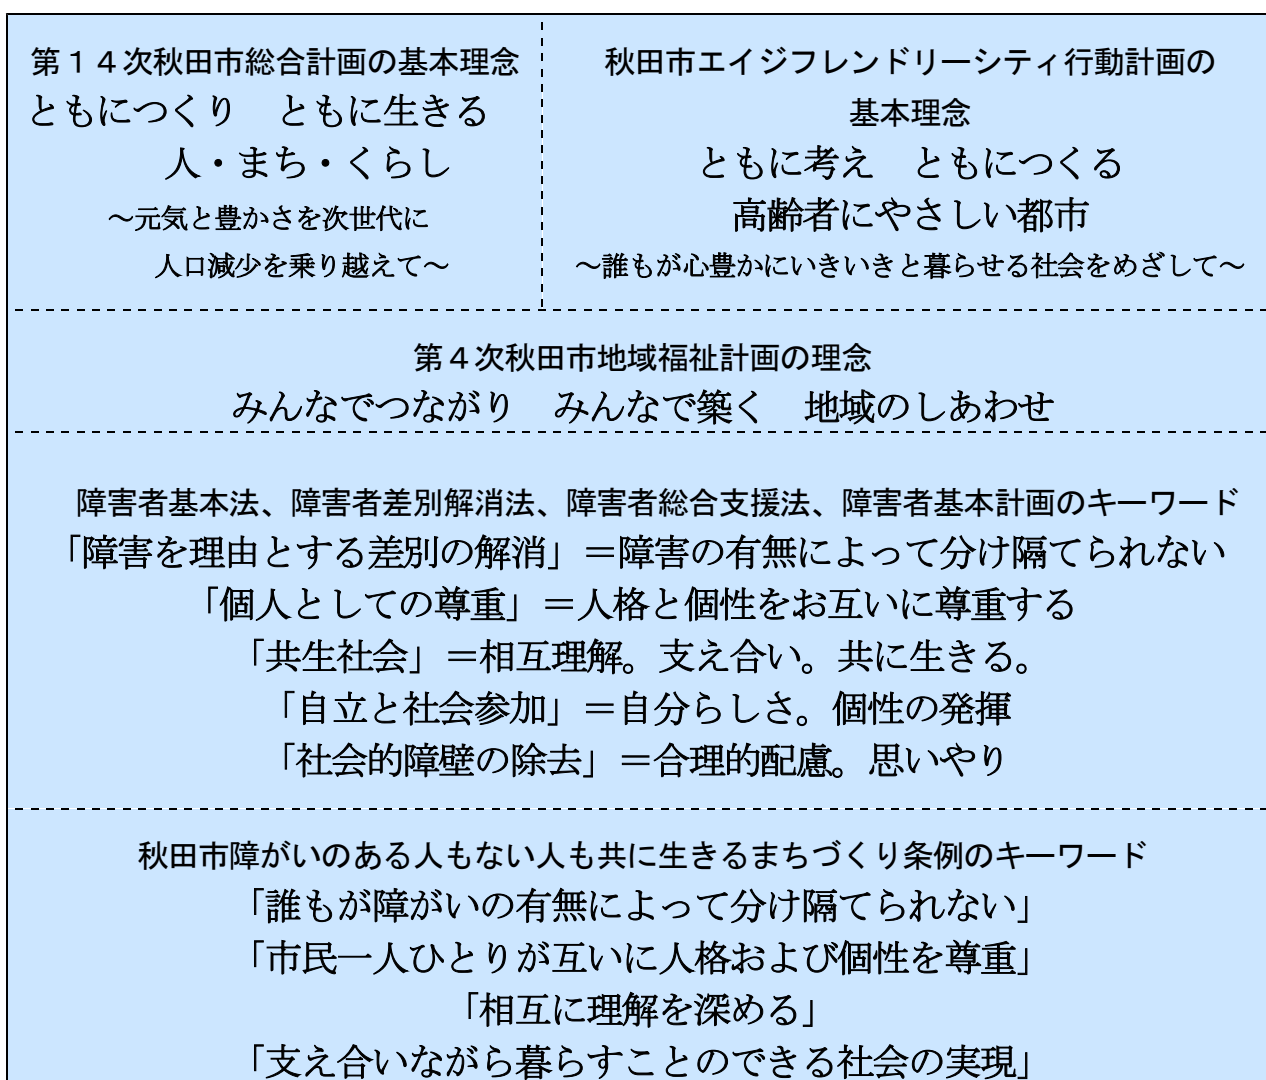 第１４次秋田市総合計画の基本理念
ともにつくり　ともに生きる
人・まち・くらし
～元気と豊かさを次世代に
人口減少を乗り越えて～
秋田市エイジフレンドリーシティ行動計画の
基本理念
ともに考え　ともにつくる
高齢者にやさしい都市
～誰もが心豊かにいきいきと暮らせる社会をめざして～
第４次秋田市地域福祉計画の理念
みんなでつながり　みんなで築く　地域のしあわせ
障害者基本法、障害者差別解消法、障害者総合支援法、障害者基本計画のキーワード
「障害を理由とする差別の解消」＝障害の有無によって分け隔てられない
「個人としての尊重」＝人格と個性をお互いに尊重する
「共生社会」＝相互理解。支え合い。共に生きる。
「自立と社会参加」＝自分らしさ。個性の発揮
「社会的障壁の除去」＝合理的配慮。思いやり
秋田市障がいのある人もない人も共に生きるまちづくり条例のキーワード
「誰もが障がいの有無によって分け隔てられない」
「市民一人ひとりが互いに人格および個性を尊重」
「相互に理解を深める」
「支え合いながら暮らすことのできる社会の実現」